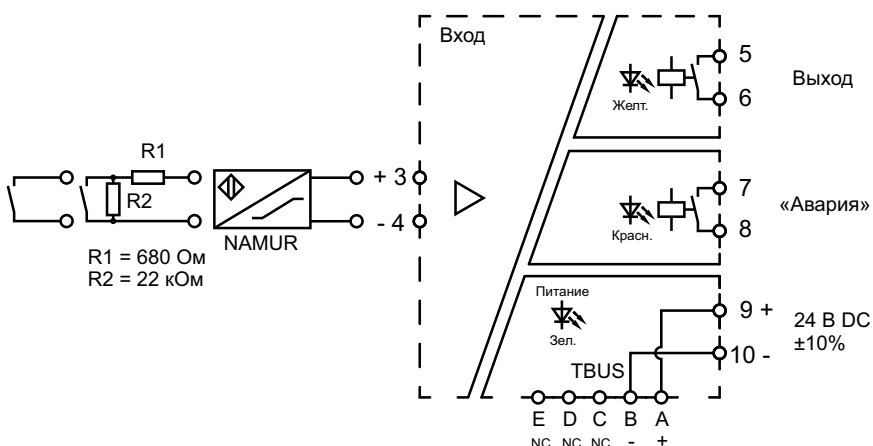 Вход
5
6
Выход
Желт.
R1
R2
+ 3
- 4
NAMUR
R1 = 680 Ом
R2 = 22 кОм
7
8
«Авария»
Красн.
Питание
Зел.
9 +
10 -
24 В DC
±10%
TBUS
E D C B A
NC NC NC - +